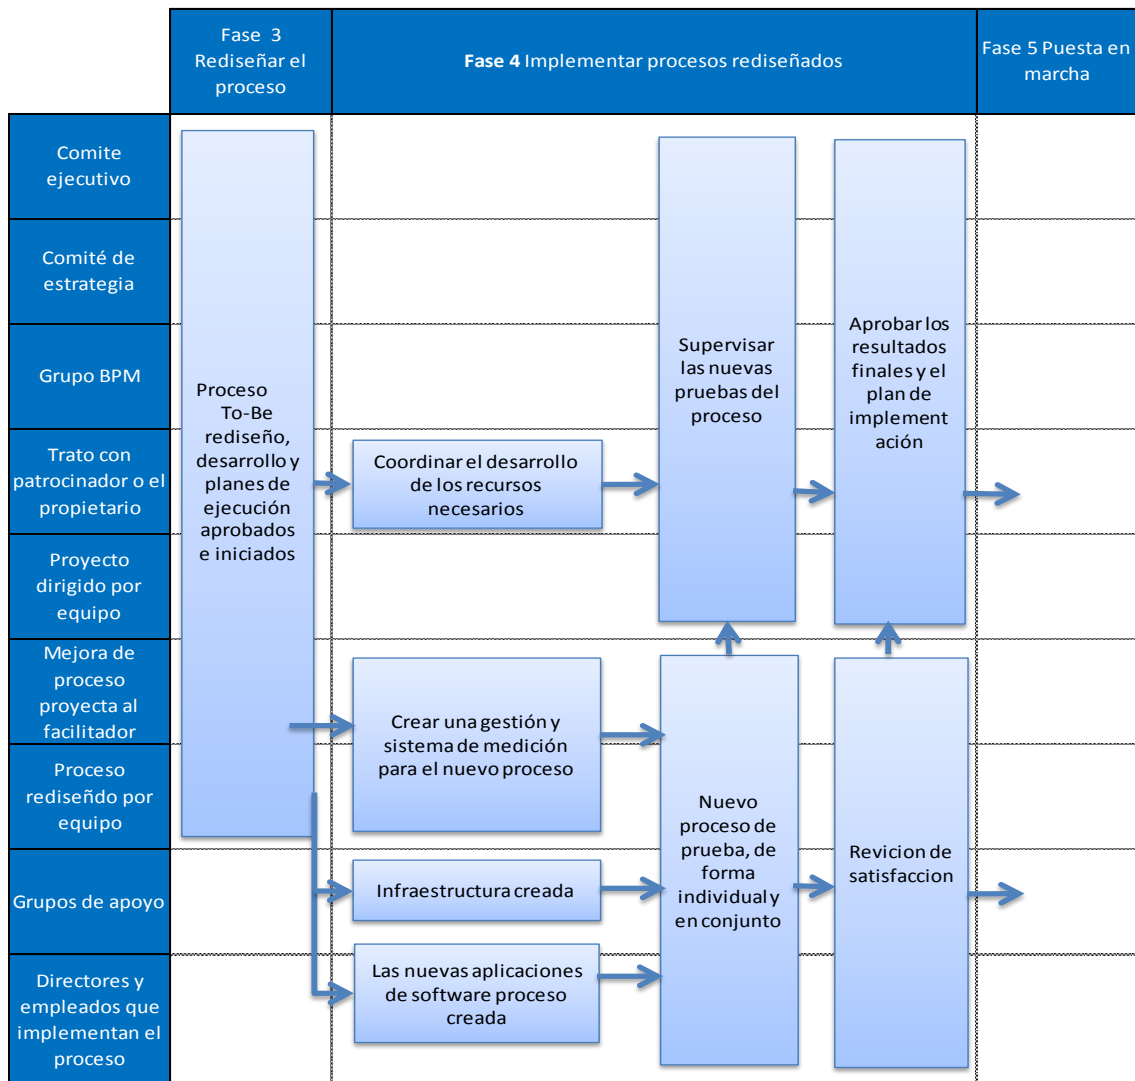 Fase 3
Rediseñar el
proceso
Fase 4 Implementar procesos rediseñados
Fase 5 Puesta en
marcha
Comite
ejecutivo
Comité de
estrategia
Grupo BPM
Trato con
patrocinador o el
propietario
Proyecto
dirigido por
equipo
Mejora de
proceso
proyecta al
facilitador
Proceso
rediseñdo por
equipo
Grupos de apoyo
Directores y
empleados que
implementan el
proceso
Proceso
To-Be
rediseño,
desarrollo y
planes de
ejecución
aprobados
e iniciados
Coordinar el desarrollo
de los recursos
necesarios
Crear una gestión y
sistema de medición
para el nuevo proceso
Infraestructura creada
Las nuevas aplicaciones
de software proceso
creada
Supervisar
las nuevas
pruebas del
proceso
Nuevo
proceso de
prueba, de
forma
individual y
en conjunto
Aprobar los
resultados
finales y el
plan de
implement
ación
Revicion de
satisfaccion